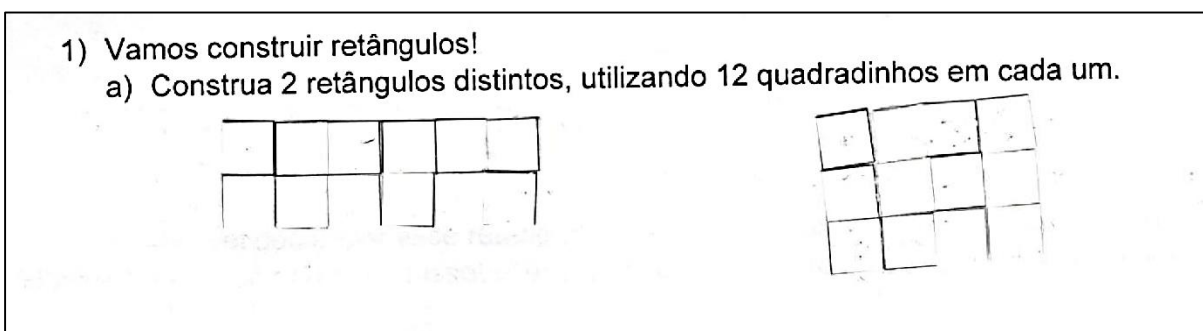 1) Vamos construir retângulos!
a) Construa 2 retângulos distintos, utilizando 12 quadradinhos em cada um.